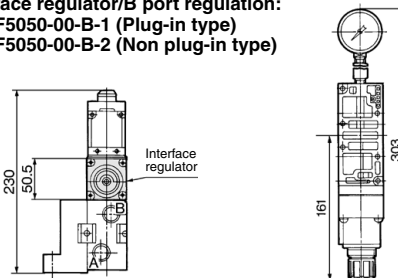 ace regulator/B port regulation:
F5050-00-B-1 (Plug-in type)
F5050-00-B-2 (Non plug-in type)
Interface
regulator
230
50.5
B
A
161
303